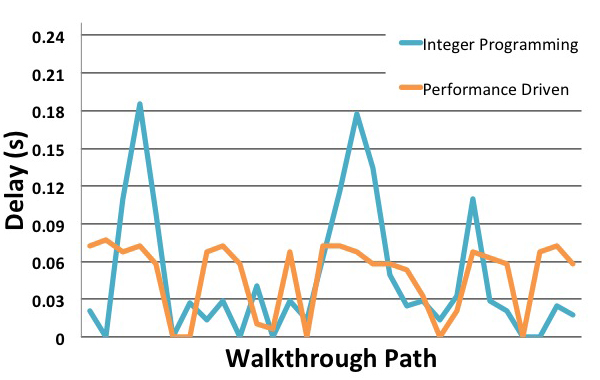 0.24
Integer Programming
0.21
Performance Driven
0.18
0.15
0.12
0.09
0.06
0.03
0
Delay (s)
Walkthrough Path